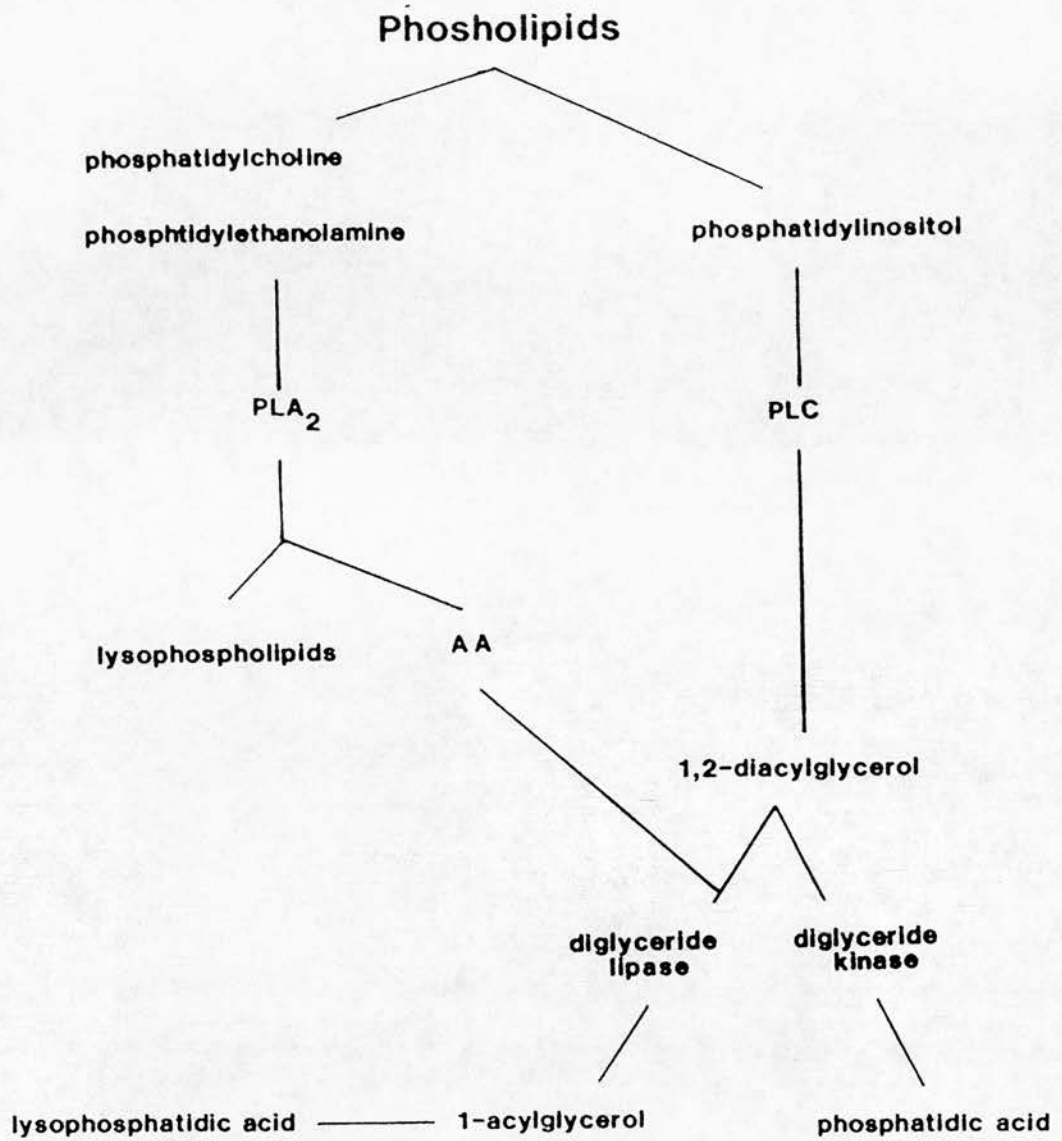 Phosholipids
phosphatidylcholine
phosphtidylethanolamine
phosphatidylinositol
PLA2
PLC
lysophospholipids
AA
1,2-diacylglycerol
diglyceride
lipase
diglyceride
kinase
lysophosphatidic acid
1-acylglycerol
phosphatidic acid